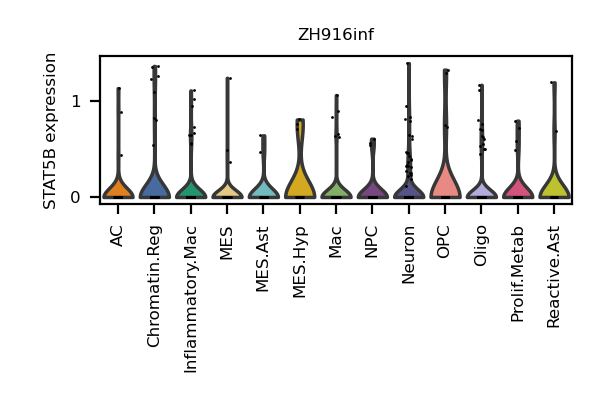 ZH916inf
STAT5B expression
1
0
AC
Chromatin.Reg
Inflammatory.Mac
MES
MES.Ast
MES.Hyp
Mac
NPC
Neuron
OPC
Oligo
Prolif.Metab
Reactive.Ast